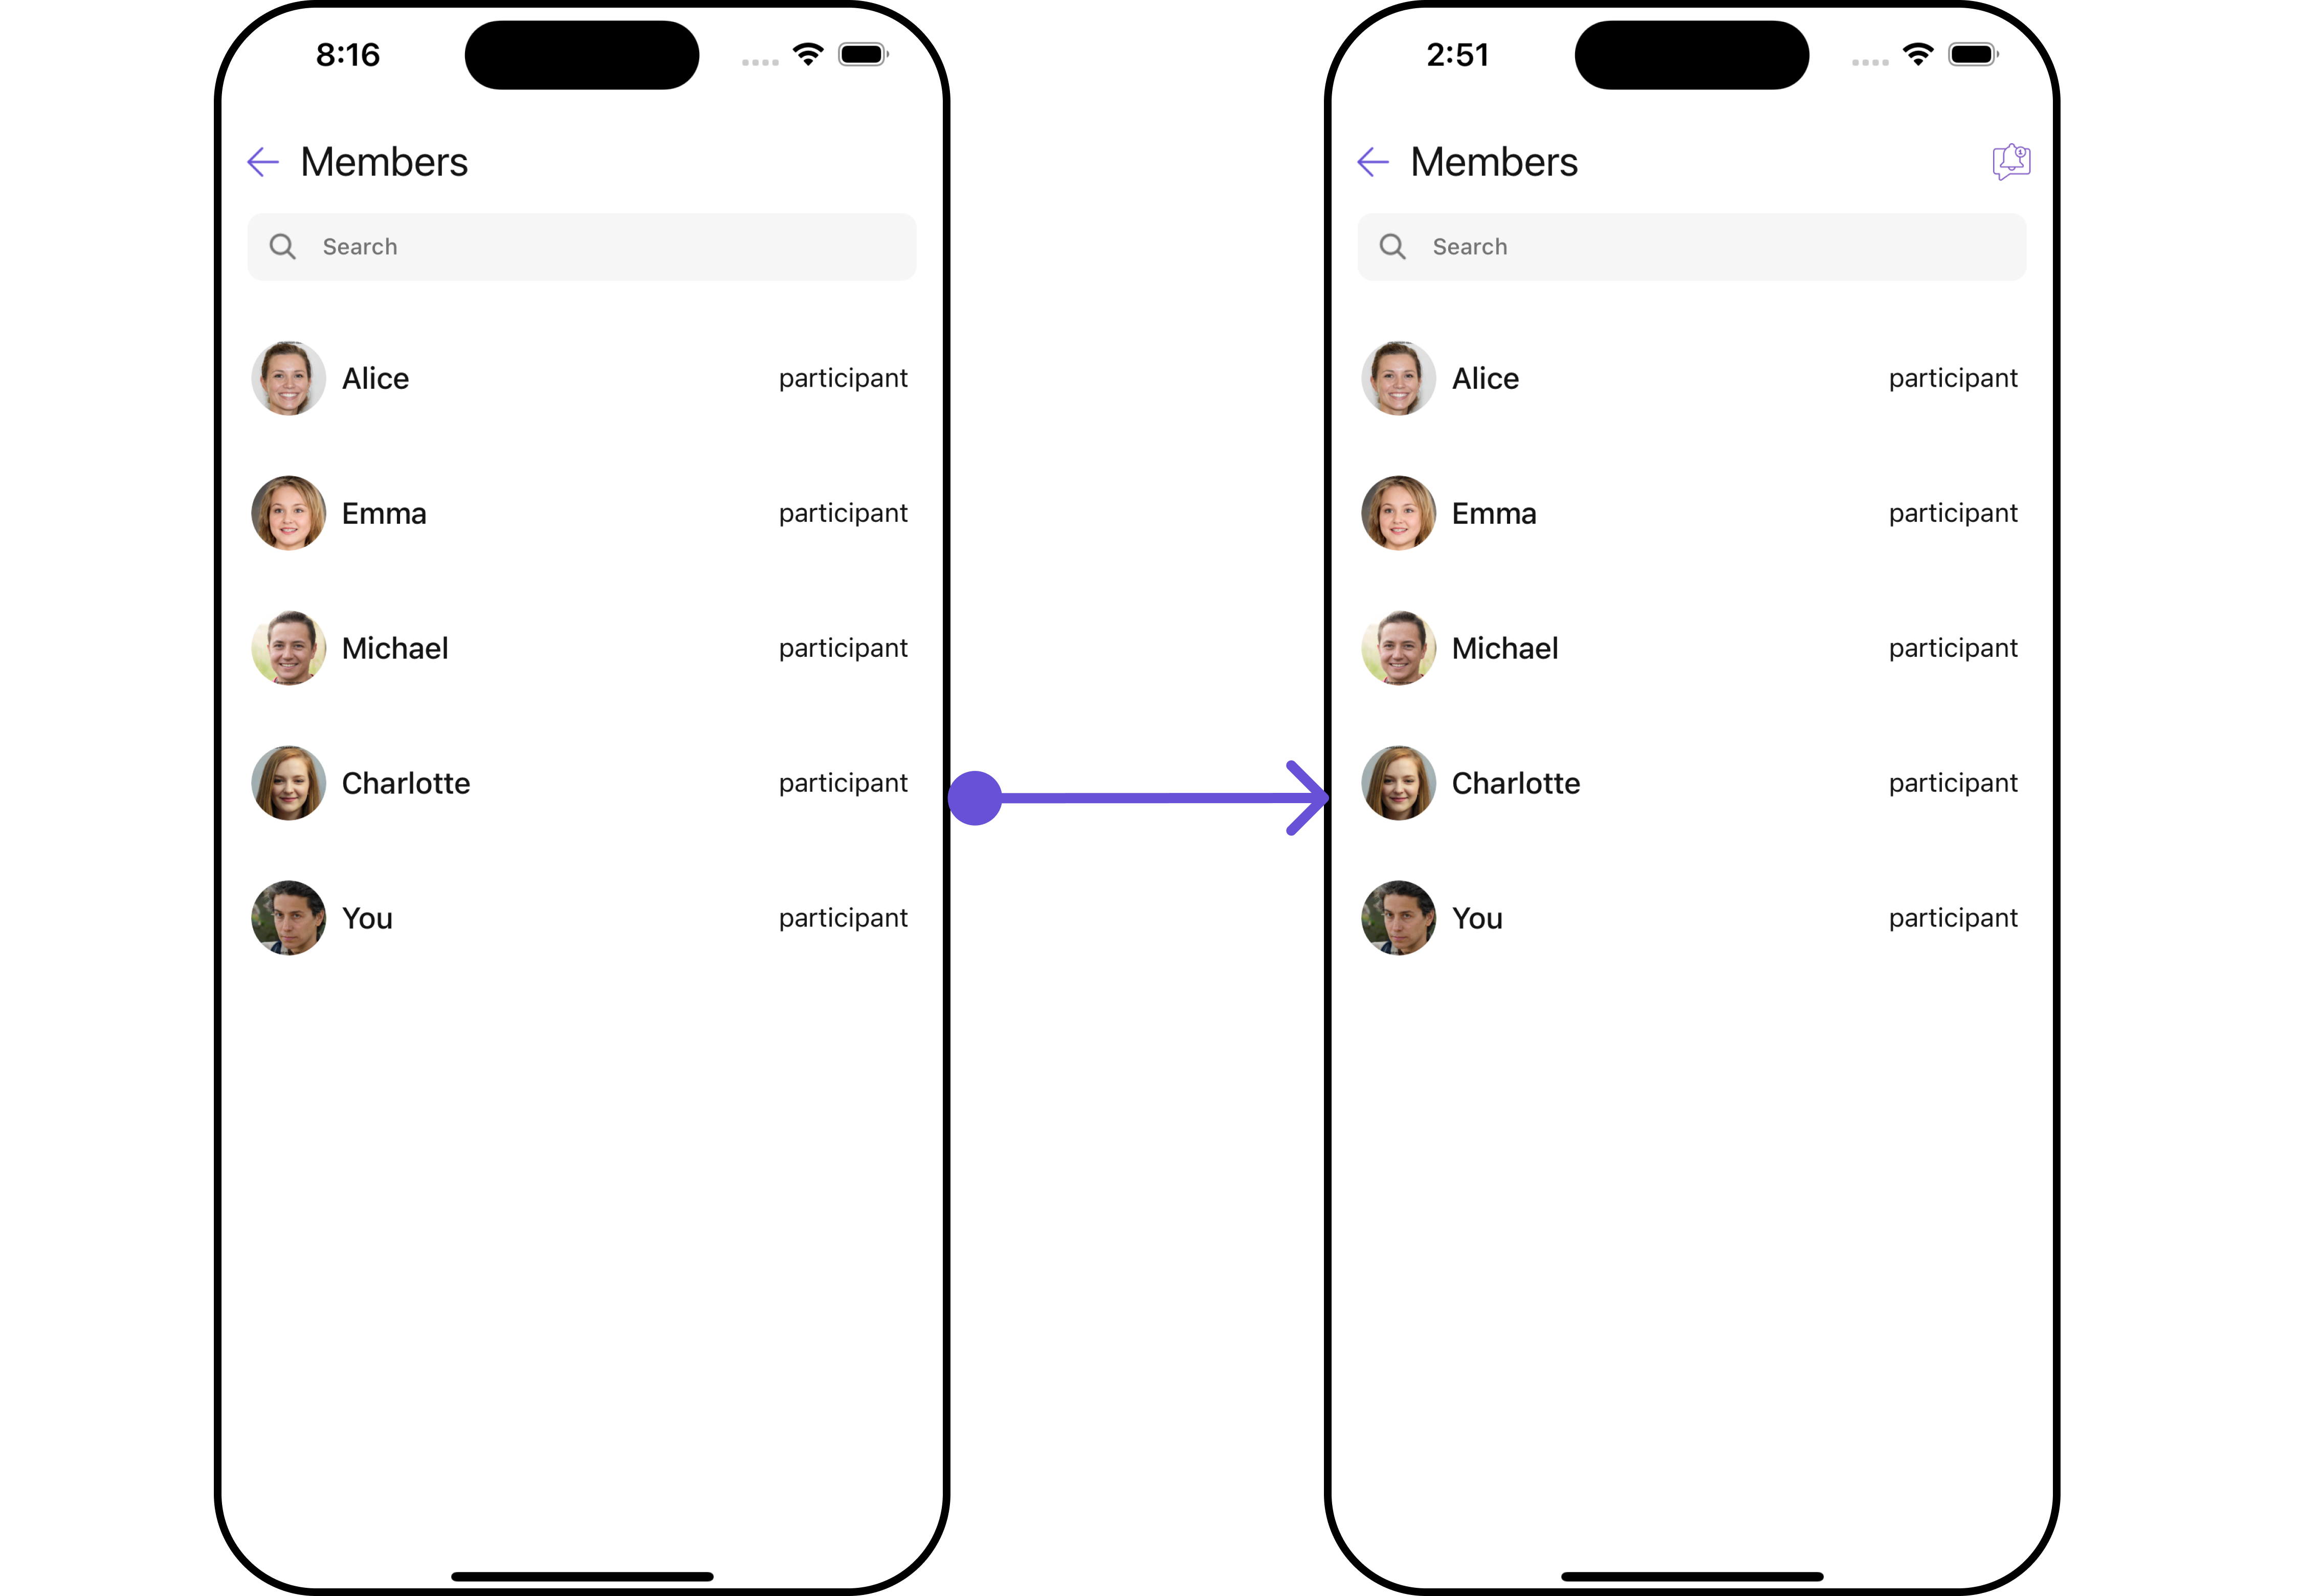 8:16
Members
Search
Alice participant
Emma participant
Michael participant
Charlotte participant
You participant
2:51
Members
1
Search
Alice participant
Emma participant
Michael participant
Charlotte participant
You participant